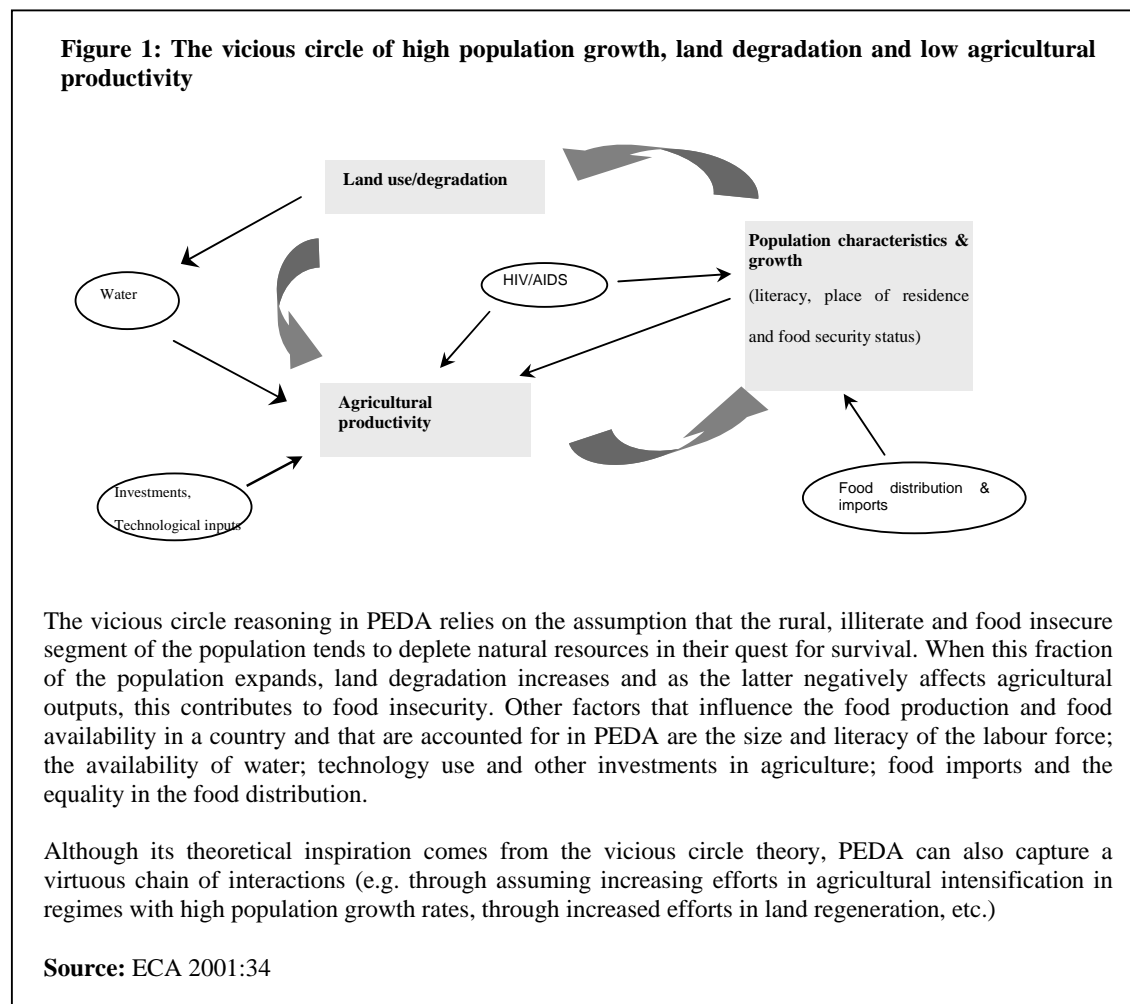 Figure 1: The vicious circle of high population growth, land degradation and low agricultural
productivity
Land use/degradation
Population characteristics &
growth
(literacy, place of residence
and food security status)
HIV/AIDS
Water
Agricultural
productivity
Investments,
Technological inputs
Food distribution &
imports
The vicious circle reasoning in PEDA relies on the assumption that the rural, illiterate and food insecure
segment of the population tends to deplete natural resources in their quest for survival. When this fraction
of the population expands, land degradation increases and as the latter negatively affects agricultural
outputs, this contributes to food insecurity. Other factors that influence the food production and food
availability in a country and that are accounted for in PEDA are the size and literacy of the labour force;
the availability of water; technology use and other investments in agriculture; food imports and the
equality in the food distribution.
Although its theoretical inspiration comes from the vicious circle theory, PEDA can also capture a
virtuous chain of interactions (e.g. through assuming increasing efforts in agricultural intensification in
regimes with high population growth rates, through increased efforts in land regeneration, etc.)
Source: ECA 2001:34